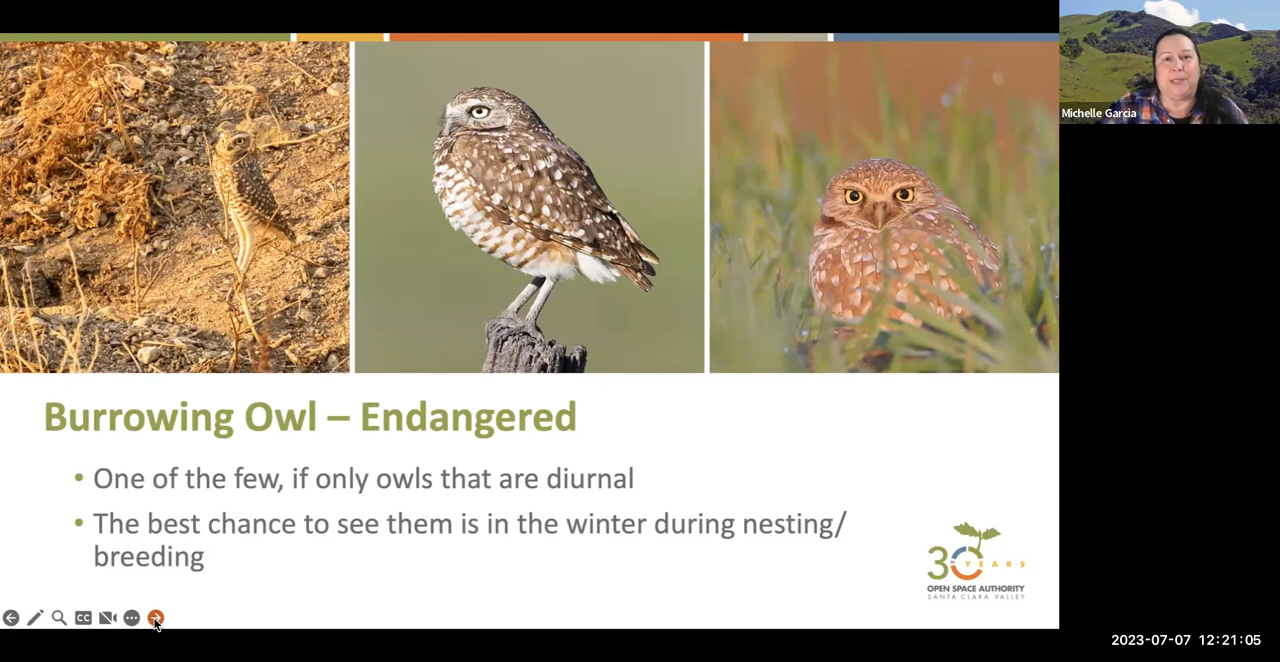 Michelle Garcia
Burrowing Owl – Endangered
• One of the few, if only owls that are diurnal
• The best chance to see them is in the winter during nesting/
breeding
30 YEARS
OPEN SPACE AUTHORITY
SANTA CLARA VALLEY
CC
2023-07-07 12:21:05